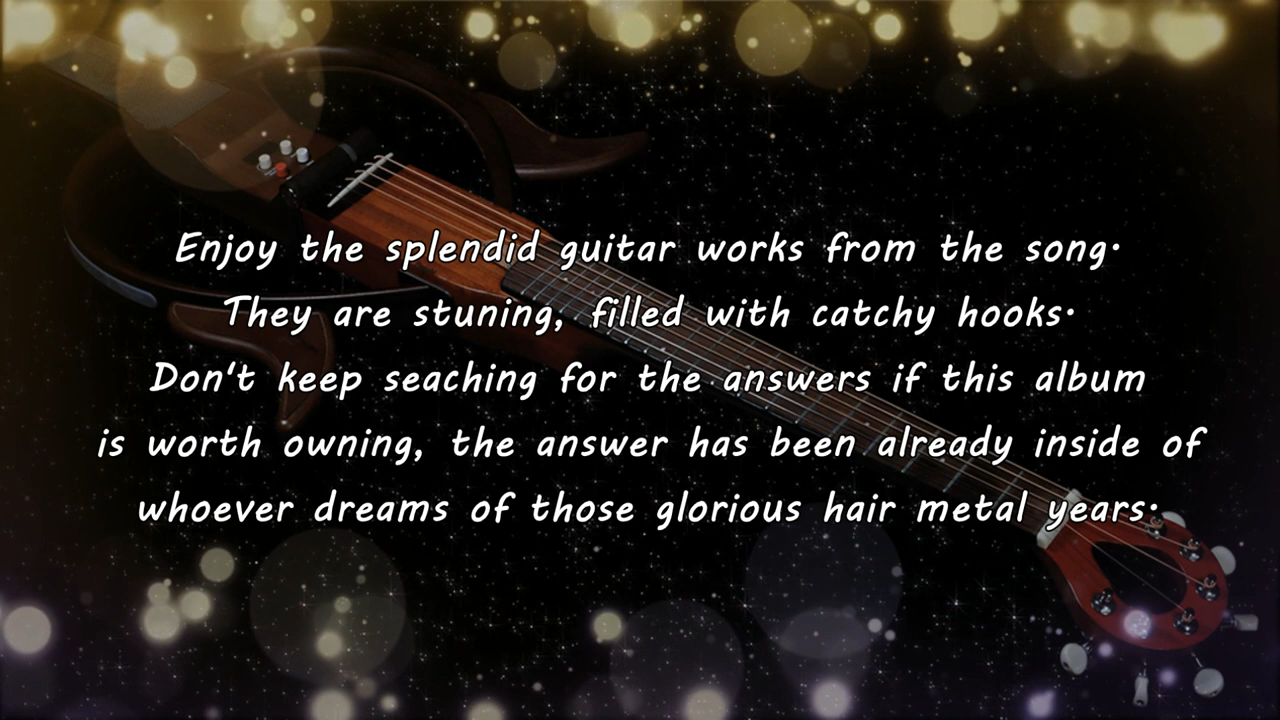 Enjoy the splendid guitar works from the song.
They are stuning, filled with catchy hooks.
Don't keep seaching for the answers if this album
is worth owning, the answer has been already inside of
whoever dreams of those glorious hair metal years.